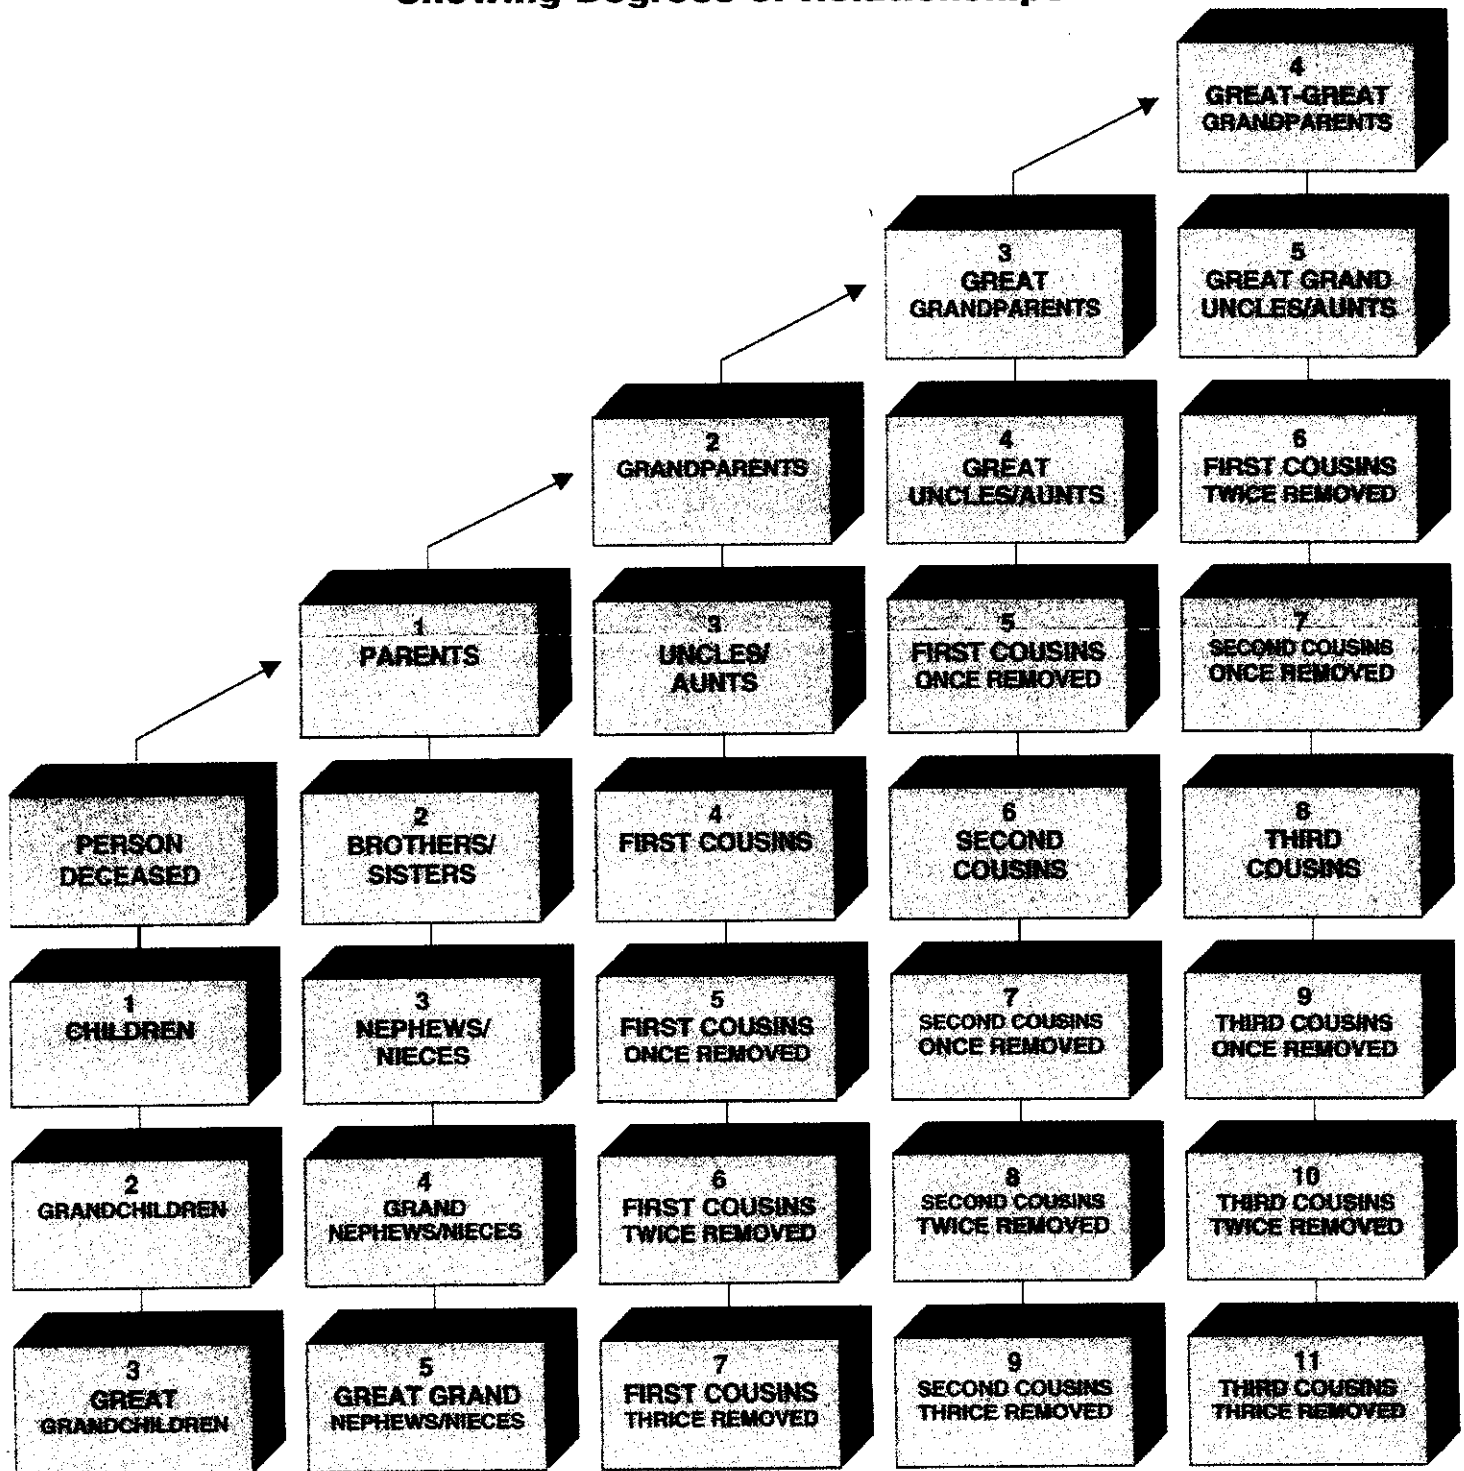 Showing Degrees of Relationships
4
GREAT-GREAT
GRANDPARENTS
3
GREAT
GRANDPARENTS
5
GREAT GRAND
UNCLES/AUNTS
2
GRANDPARENTS
4
GREAT
UNCLES/AUNTS
6
FIRST COUSINS
TWICE REMOVED
1
PARENTS
3
UNCLES/
AUNTS
5
FIRST COUSINS
ONCE REMOVED
7
SECOND COUSINS
ONCE REMOVED
PERSON
DECEASED
2
BROTHERS/
SISTERS
4
FIRST COUSINS
6
SECOND
COUSINS
8
THIRD
COUSINS
1
CHILDREN
3
NEPHEWS/
NIECES
5
FIRST COUSINS
ONCE REMOVED
7
SECOND COUSINS
ONCE REMOVED
9
THIRD COUSINS
ONCE REMOVED
2
GRANDCHILDREN
4
GRAND
NEPHEWS/NIECES
6
FIRST COUSINS
TWICE REMOVED
8
SECOND COUSINS
TWICE REMOVED
10
THIRD COUSINS
TWICE REMOVED
3
GREAT
GRANDCHILDREN
5
GREAT GRAND
NEPHEWS/NIECES
7
FIRST COUSINS
THRICE REMOVED
9
SECOND COUSINS
THRICE REMOVED
11
THIRD COUSINS
THRICE REMOVED